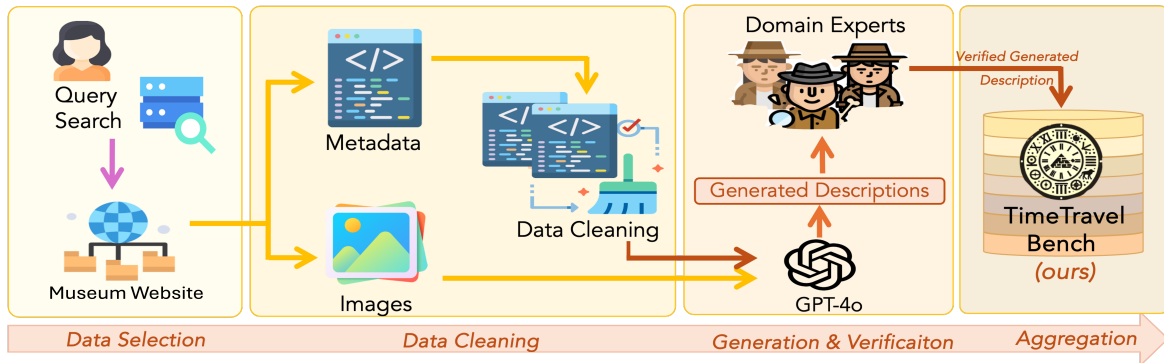 Query
Search
Museum Website
</>
Metadata
Images
</>
</>
Data Cleaning
Domain Experts
Generated Descriptions
GPT-4o
Verified Generated
Description
TimeTravel
Bench
(ours)
Data Selection
Data Cleaning
Generation & Verificaiton
Aggregation